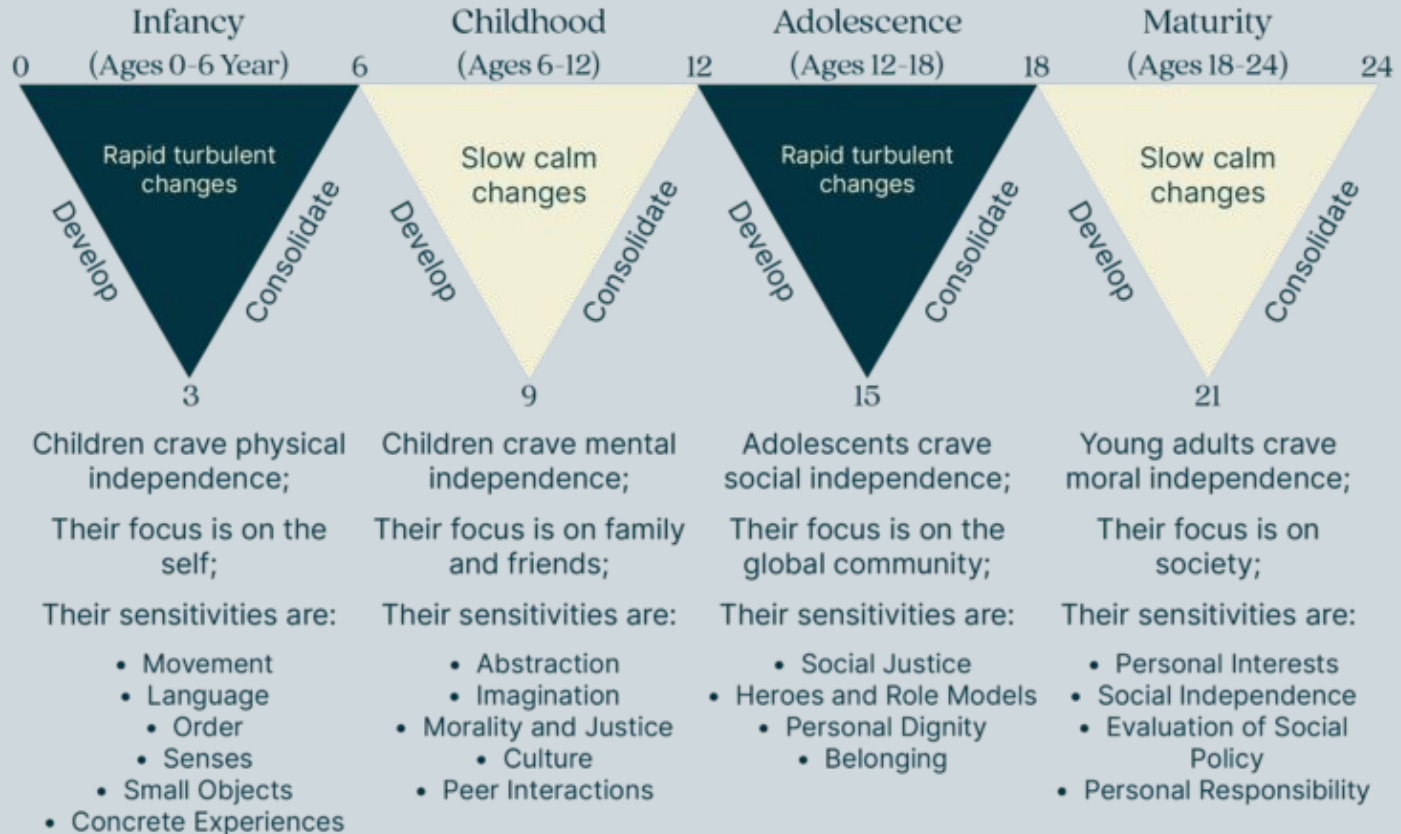 Infancy
(Ages 0-6 Year)
Childhood
(Ages 6-12)
Adolescence
(Ages 12-18)
Maturity
(Ages 18-24)
0
6
12
18
24
Rapid turbulent
changes
Develop
Consolidate
3
Slow calm
changes
Develop
Consolidate
9
Rapid turbulent
changes
Develop
Consolidate
15
Slow calm
changes
Develop
Consolidate
21
Children crave physical
independence;
Their focus is on the
self;
Their sensitivities are:
• Movement
• Language
• Order
• Senses
• Small Objects
• Concrete Experiences
Children crave mental
independence;
Their focus is on family
and friends;
Their sensitivities are:
• Abstraction
• Imagination
• Morality and Justice
• Culture
• Peer Interactions
Adolescents crave
social independence;
Their focus is on the
global community;
Their sensitivities are:
• Social Justice
• Heroes and Role Models
• Personal Dignity
• Belonging
Young adults crave
moral independence;
Their focus is on
society;
Their sensitivities are:
• Personal Interests
• Social Independence
• Evaluation of Social
Policy
• Personal Responsibility